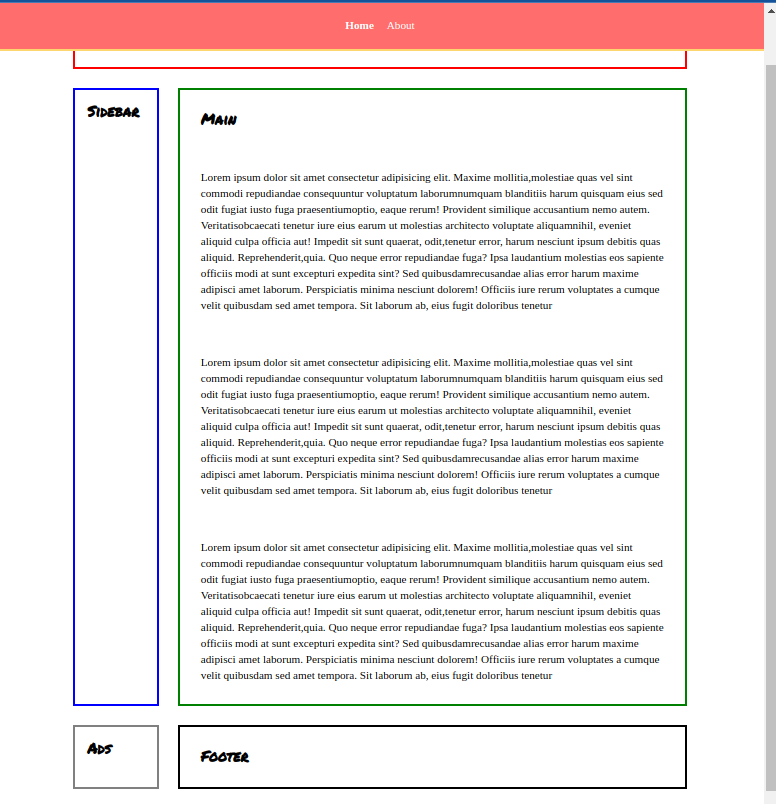 Home About
Sidebar
Main
Lorem ipsum dolor sit amet consectetur adipisicing elit. Maxime mollitia,molestiae quas vel sint
commodi repudiandae consequuntur voluptatum laborumnumquam blanditiis harum quisquam eius sed
odit fugiat iusto fuga praesentiumoptio, eaque rerum! Provident similique accusantium nemo autem.
Veritatisobcaecati tenetur iure eius earum ut molestias architecto voluptate aliquamnihil, eveniet
aliquid culpa officia aut! Impedit sit sunt quaerat, odit,tenetur error, harum nesciunt ipsum debitis quas
aliquid. Reprehenderit,quia. Quo neque error repudiandae fuga? Ipsa laudantium molestias eos sapiente
officiis modi at sunt excepturi expedita sint? Sed quibusdamrecusandae alias error harum maxime
adipisci amet laborum. Perspiciatis minima nesciunt dolorem! Officiis iure rerum voluptates a cumque
velit quibusdam sed amet tempora. Sit laborum ab, eius fugit doloribus tenetur
Lorem ipsum dolor sit amet consectetur adipisicing elit. Maxime mollitia,molestiae quas vel sint
commodi repudiandae consequuntur voluptatum laborumnumquam blanditiis harum quisquam eius sed
odit fugiat iusto fuga praesentiumoptio, eaque rerum! Provident similique accusantium nemo autem.
Veritatisobcaecati tenetur iure eius earum ut molestias architecto voluptate aliquamnihil, eveniet
aliquid culpa officia aut! Impedit sit sunt quaerat, odit,tenetur error, harum nesciunt ipsum debitis quas
aliquid. Reprehenderit,quia. Quo neque error repudiandae fuga? Ipsa laudantium molestias eos sapiente
officiis modi at sunt excepturi expedita sint? Sed quibusdamrecusandae alias error harum maxime
adipisci amet laborum. Perspiciatis minima nesciunt dolorem! Officiis iure rerum voluptates a cumque
velit quibusdam sed amet tempora. Sit laborum ab, eius fugit doloribus tenetur
Lorem ipsum dolor sit amet consectetur adipisicing elit. Maxime mollitia,molestiae quas vel sint
commodi repudiandae consequuntur voluptatum laborumnumquam blanditiis harum quisquam eius sed
odit fugiat iusto fuga praesentiumoptio, eaque rerum! Provident similique accusantium nemo autem.
Veritatisobcaecati tenetur iure eius earum ut molestias architecto voluptate aliquamnihil, eveniet
aliquid culpa officia aut! Impedit sit sunt quaerat, odit,tenetur error, harum nesciunt ipsum debitis quas
aliquid. Reprehenderit,quia. Quo neque error repudiandae fuga? Ipsa laudantium molestias eos sapiente
officiis modi at sunt excepturi expedita sint? Sed quibusdamrecusandae alias error harum maxime
adipisci amet laborum. Perspiciatis minima nesciunt dolorem! Officiis iure rerum voluptates a cumque
velit quibusdam sed amet tempora. Sit laborum ab, eius fugit doloribus tenetur
Ads
Footer